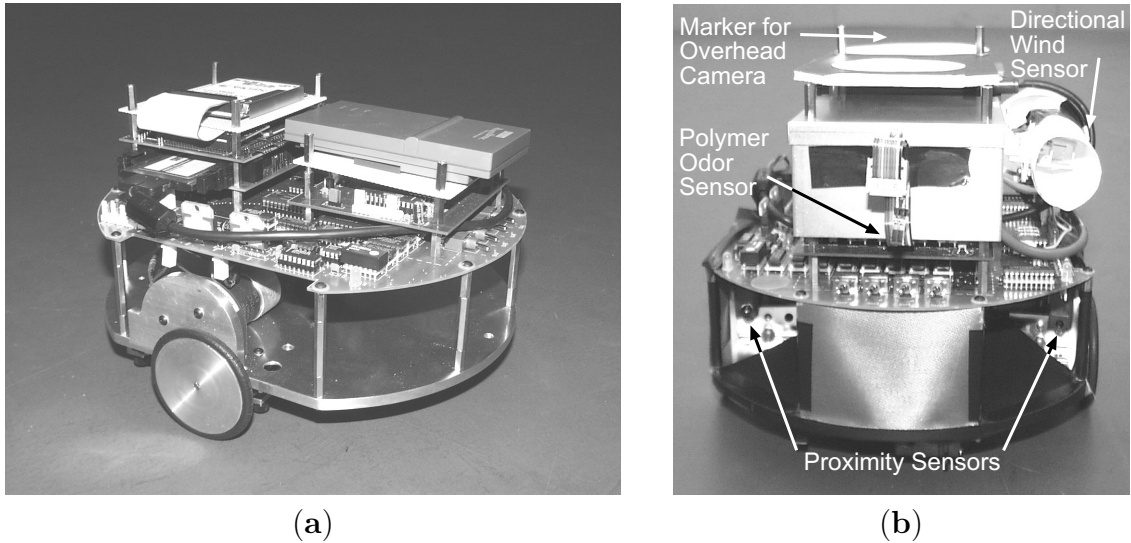 Marker for
Overhead
Camera
Directional
Wind
Sensor
Polymer
Odor
Sensor
Proximity Sensors
(a)
(b)